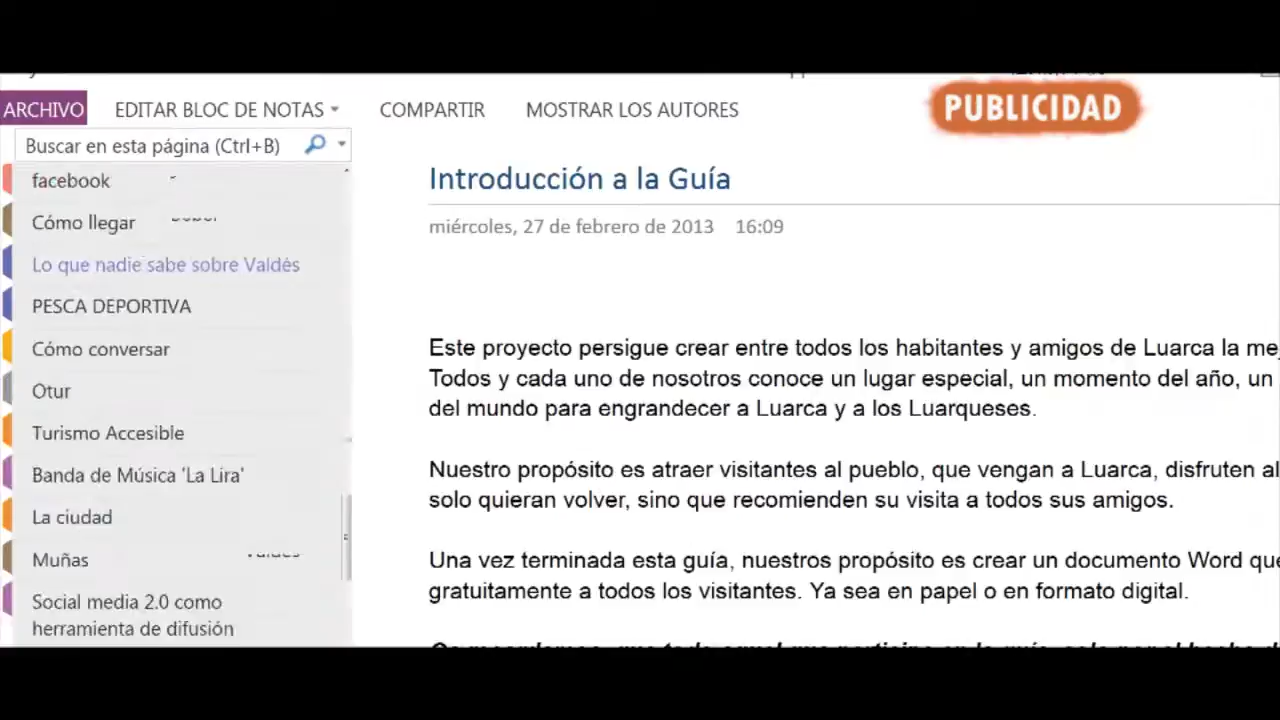 PUBLICIDAD
ARCHIVO EDITAR BLOC DE NOTAS COMPARTIR MOSTRAR LOS AUTORES
Buscar en esta página (Ctrl+B)
facebook
Cómo llegar
Lo que nadie sabe sobre Valdés
PESCA DEPORTIVA
Cómo conversar
Otur
Turismo Accesible
Banda de Música 'La Lira'
La ciudad
Muñas
Social media 2.0 como
herramienta de difusión
Introducción a la Guía
miércoles, 27 de febrero de 2013 16:09
Este proyecto persigue crear entre todos los habitantes y amigos de Luarca la
Todos y cada uno de nosotros conoce un lugar especial, un momento del año, un
del mundo para engrandecer a Luarca y a los Luarqueses.
Nuestro propósito es atraer visitantes al pueblo, que vengan a Luarca, disfruten
solo quieran volver, sino que recomienden su visita a todos sus amigos.
Una vez terminada esta guía, nuestros propósito es crear un documento Word que
gratuitamente a todos los visitantes. Ya sea en papel o en formato digital.